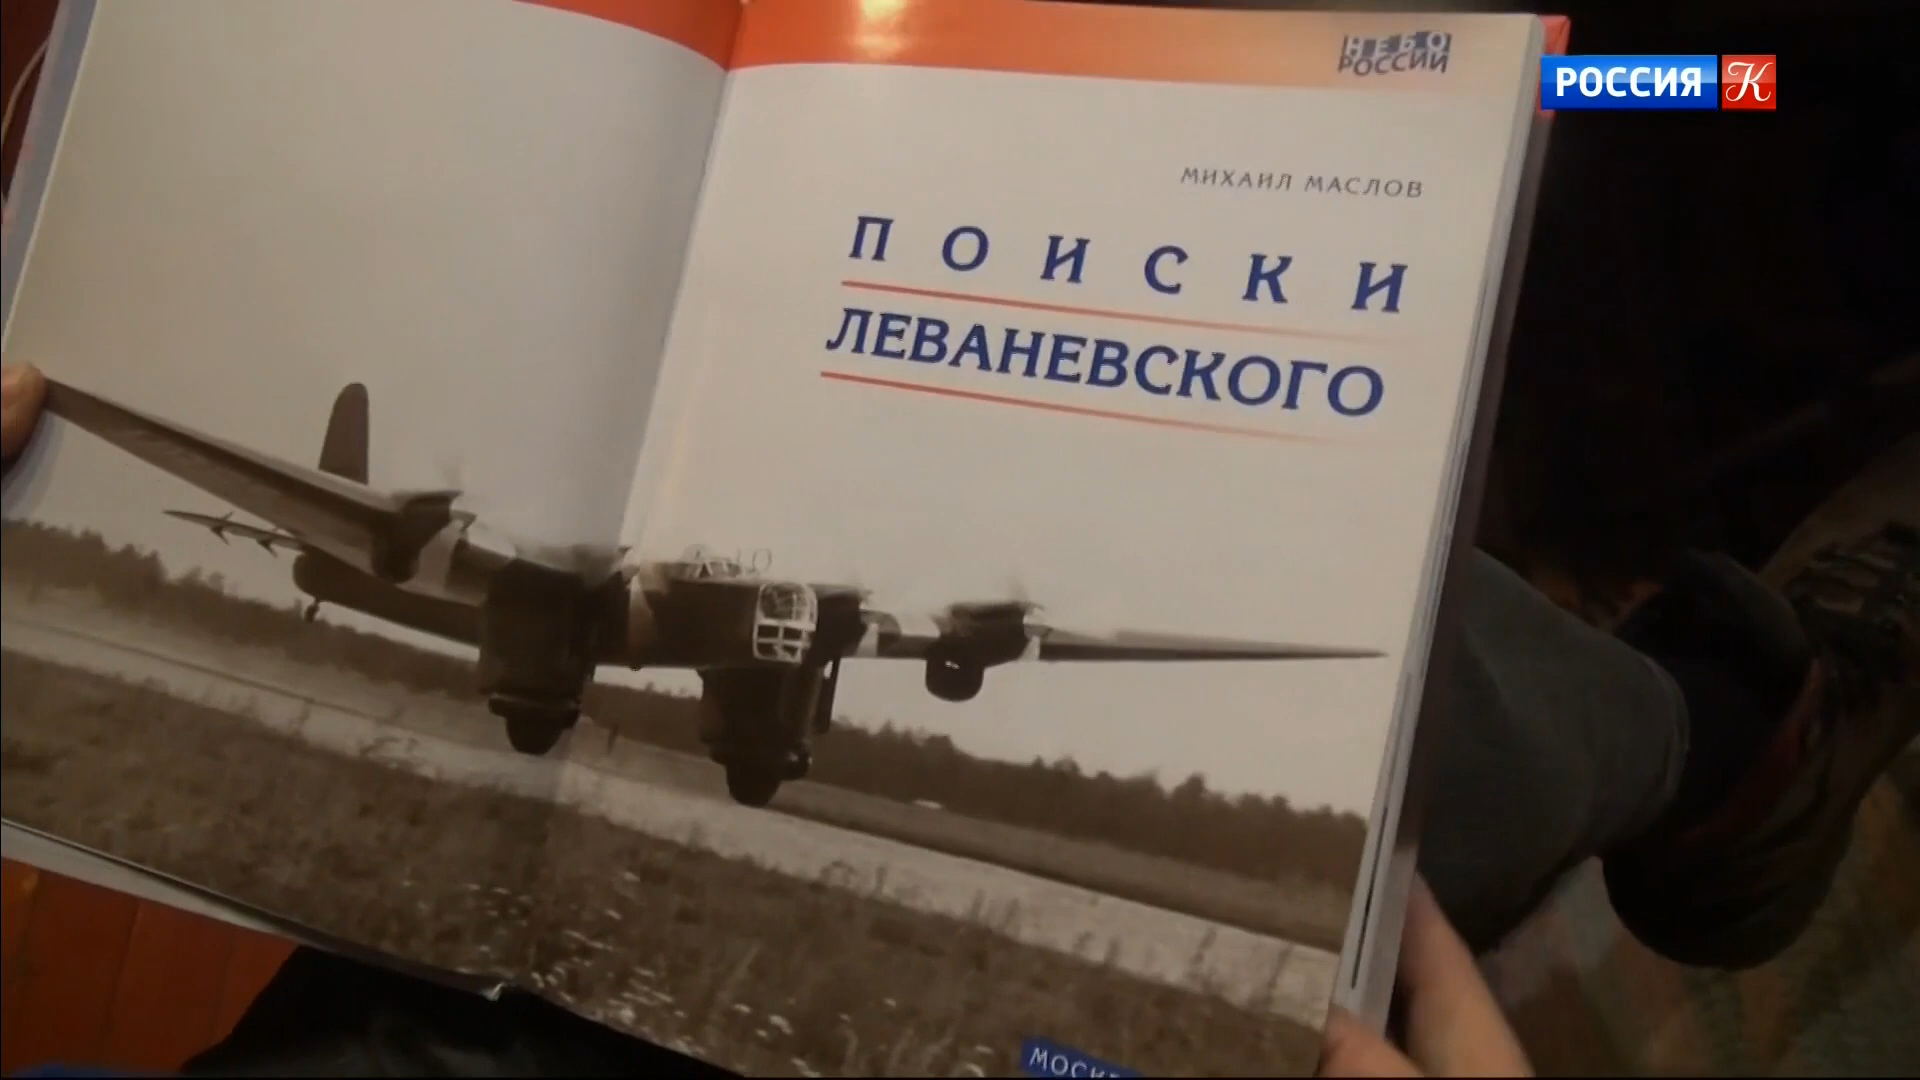 НЕБО
РОССИИ
РОССИЯ К
МИХАИЛ МАСЛОВ
ПОИСКИ
ЛЕВАНЕВСКОГО